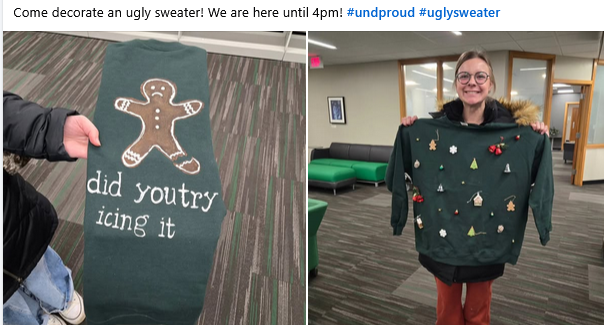 Come decorate an ugly sweater! We are here until 4pm! #undproud #uglysweater
did youtry
icing it